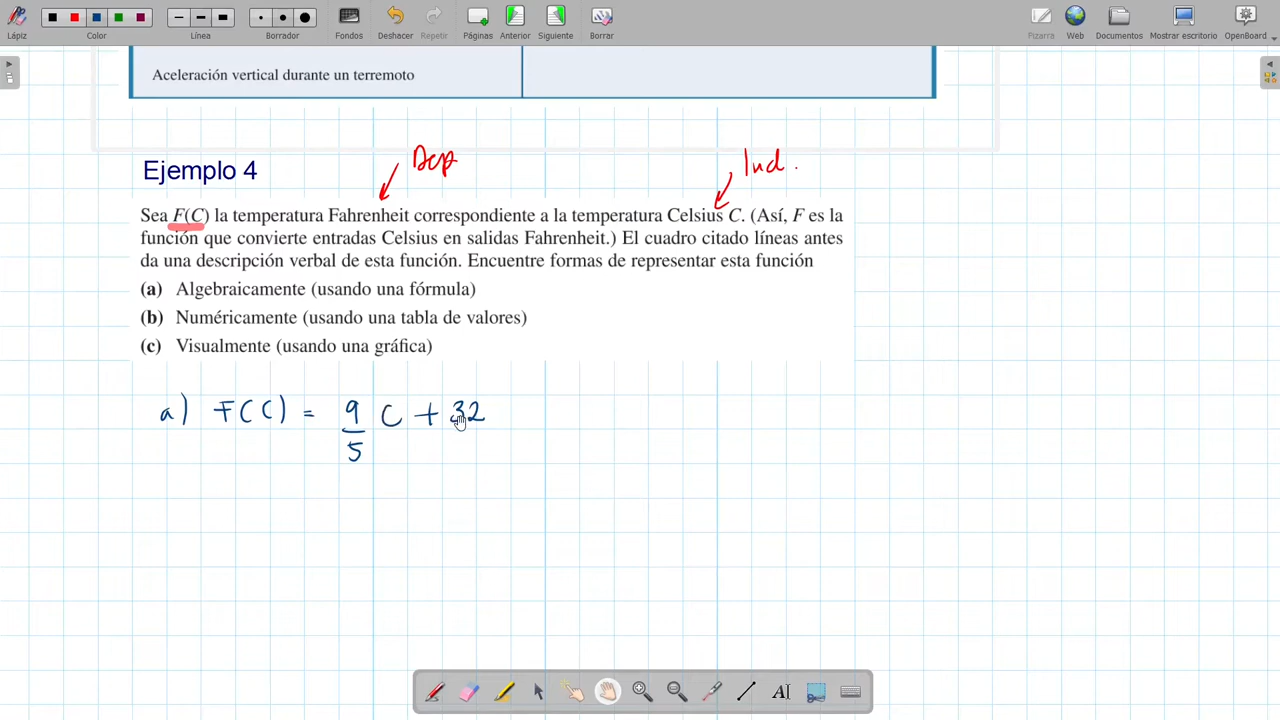 Lápiz
Color
Línea
Borrador
Fondos
Deshacer
Repetir
Páginas
Anterior
Siguiente
Borrar
Pizarra
Web
Documentos
Mostrar escritorio
OpenBoard
Aceleración vertical durante un terremoto
Dep
Ind.
Ejemplo 4
Sea F(C) la temperatura Fahrenheit correspondiente a la temperatura Celsius C. (Así, F es la
función que convierte entradas Celsius en salidas Fahrenheit.) El cuadro citado líneas antes
da una descripción verbal de esta función. Encuentre formas de representar esta función
(a) Algebraicamente (usando una fórmula)
(b) Numéricamente (usando una tabla de valores)
(c) Visualmente (usando una gráfica)
a) F(C) = 9/5 C + 32
AI